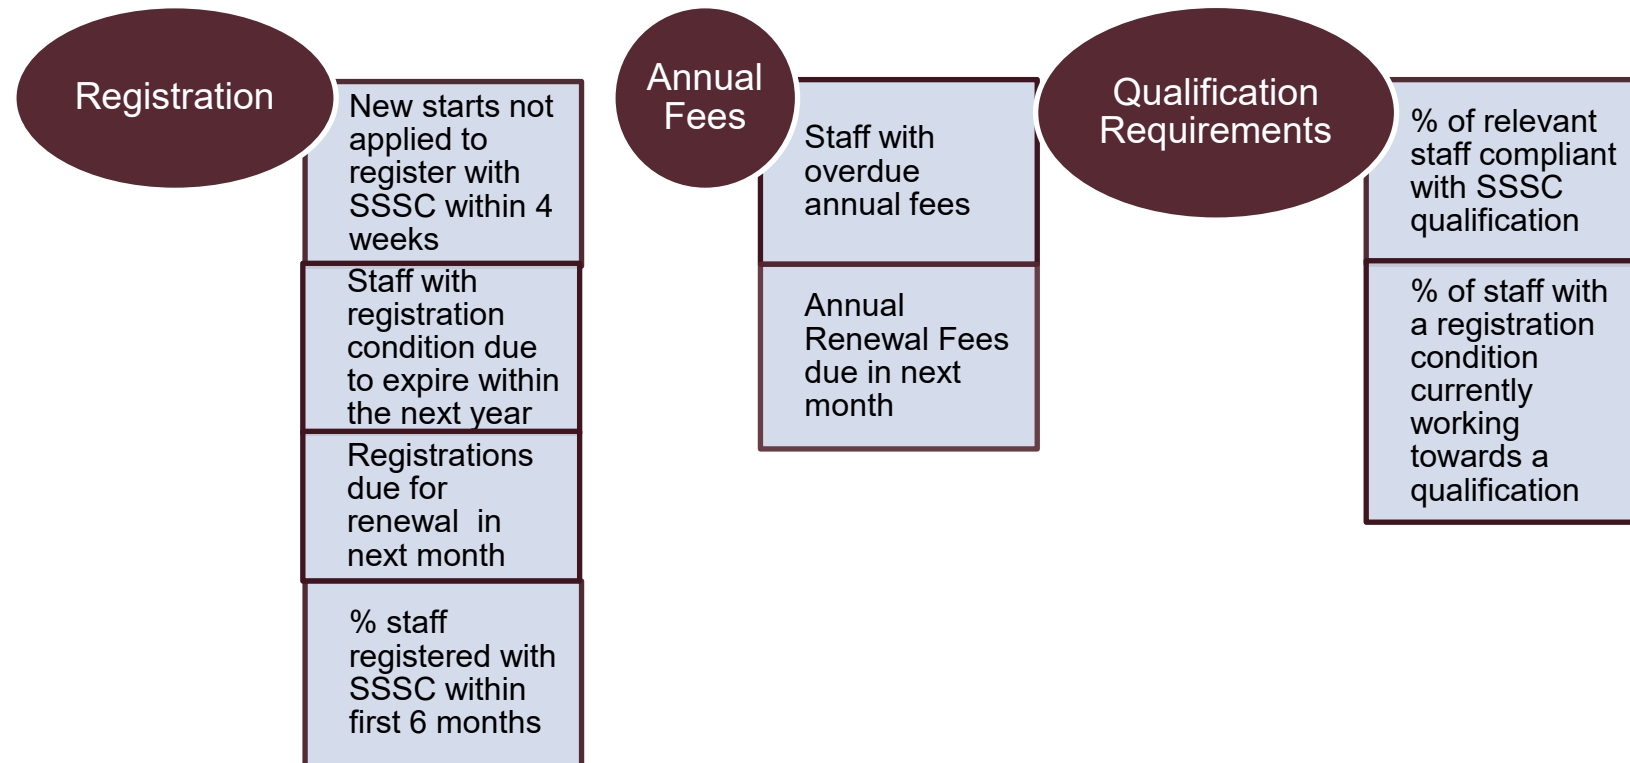 Registration
New starts not
applied to
register with
SSSC within 4
weeks
Staff with
registration
condition due
to expire within
the next year
Registrations
due for
renewal  in
next month
% staff
registered with
SSSC within
first 6 months
Annual
Fees
Staff with
overdue
annual fees
Annual
Renewal Fees
due in next
month
Qualification
Requirements
% of relevant
staff compliant
with SSSC
qualification
% of staff with
a registration
condition
currently
working
towards a
qualification